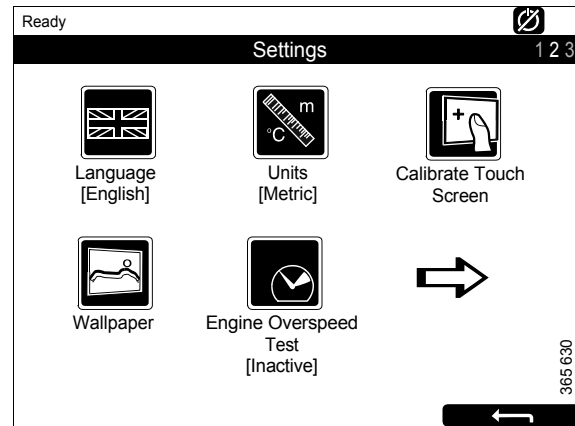 Ready
Settings
1 2 3
m
°C
Language
[English]
Units
[Metric]
Calibrate Touch
Screen
Wallpaper
Engine Overspeed
Test
[Inactive]
365 630